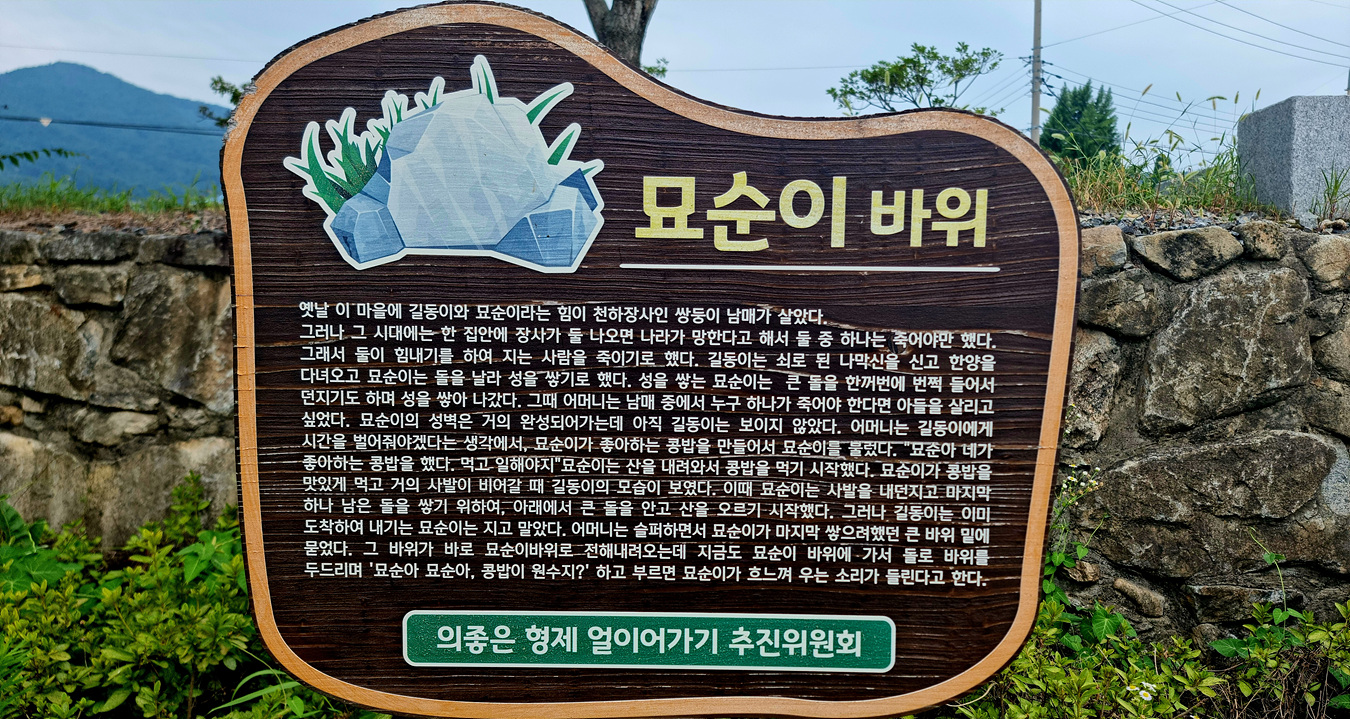 묘순이 바위
옛날 이 마을에 길동이와 묘순이라는 힘이 천하장사인 쌍둥이 남매가 살았다.
그러나 그 시대에는 한 집안에 장사가 둘 나오면 나라가 망한다고 해서 둘 중 하나는 죽어야만 했다.
그래서 둘이 힘내기를 하여 지는 사람을 죽이기로 했다. 길동이는 쇠로 된 나막신을 신고 한양을
다녀오고 묘순이는 돌을 날라 성을 쌓기로 했다. 성을 쌓는 묘순이는 큰 돌을 한꺼번에 번쩍 들어서
던지기도 하며 성을 쌓아 나갔다. 그때 어머니는 남매 중에서 누구 하나가 죽어야 한다면 아들을 살리고
싶었다. 묘순이의 성벽은 거의 완성되어가는데 아직 길동이는 보이지 않았다. 어머니는 길동이에게
시간을 벌어줘야겠다는 생각에서, 묘순이가 좋아하는 콩밥을 만들어서 묘순이를 불렀다. "묘순아 네가
좋아하는 콩밥을 했다. 먹고 일해야지"묘순이는 산을 내려와서 콩밥을 먹기 시작했다. 묘순이가 콩밥을
맛있게 먹고 거의 사발이 비어갈 때 길동이의 모습이 보였다. 이때 묘순이는 사발을 내던지고 마지막
하나 남은 돌을 쌓기 위하여, 아래에서 큰 돌을 안고 산을 오르기 시작했다. 그러나 길동이는 이미
도착하여 내기는 묘순이는 지고 말았다. 어머니는 슬퍼하면서 묘순이가 마지막 쌓으려했던 큰 바위 밑에
묻었다. 그 바위가 바로 묘순이바위로 전해내려오는데 지금도 묘순이 바위에 가서 돌로 바위를
두드리며 '묘순아 묘순아, 콩밥이 원수지?' 하고 부르면 묘순이가 흐느껴 우는 소리가 들린다고 한다.
의좋은 형제 얼이어가기 추진위원회